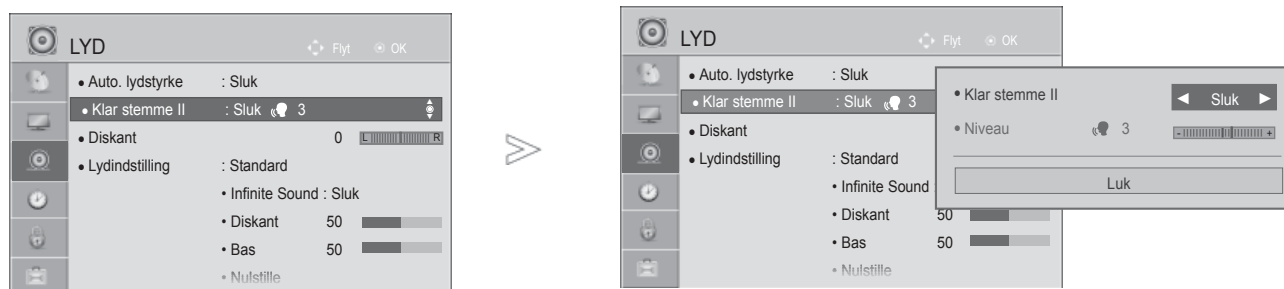 LYD Flyt OK
• Auto. lydstyrke : Sluk
• Klar stemme II : Sluk 3
• Diskant 0 L R
• Lydindstilling : Standard
• Infinite Sound : Sluk
• Diskant 50
• Bas 50
• Nulstille
LYD Flyt OK
• Auto. lydstyrke : Sluk
• Klar stemme II : Sluk 3
• Diskant
• Lydindstilling : Standard
• Infinite Sound :
• Diskant 50
• Bas 50
• Nulstille
• Klar stemme II ◄ Sluk ►
• Niveau 3 - +
Luk